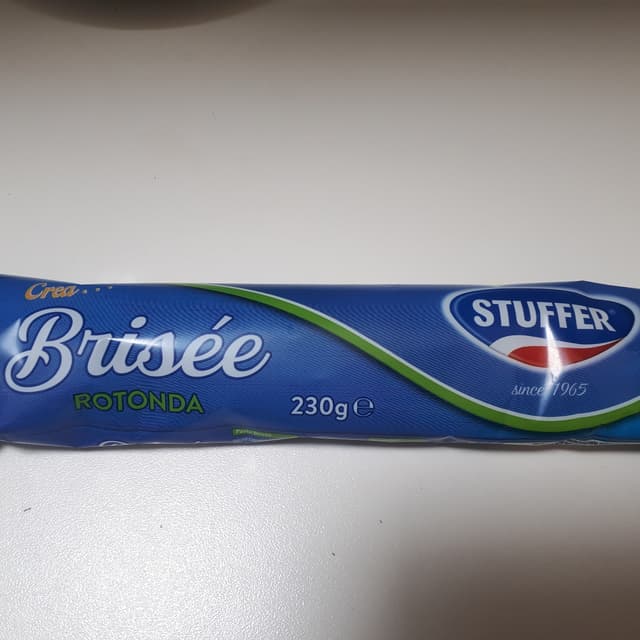 Crea...
Brisée
ROTONDA
230g ℮
STUFFER®
since 1965